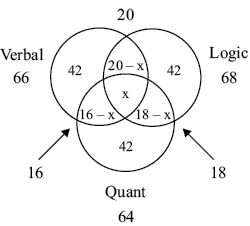 20
Verbal
66
Logic
68
42
20 – x
42
x
16 – x
18 – x
42
16
18
Quant
64